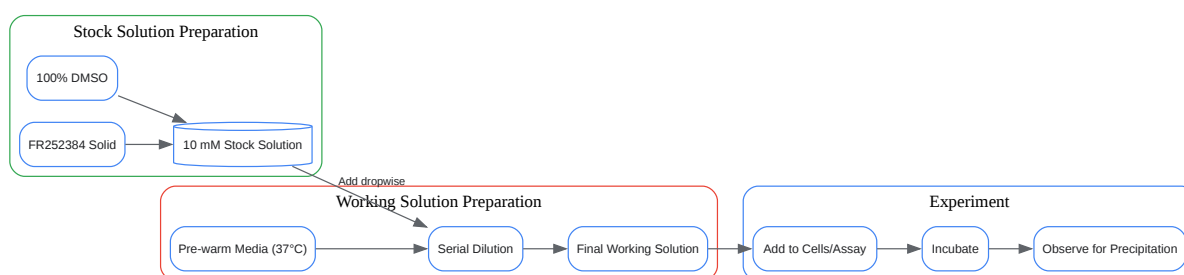 Stock Solution Preparation
100% DMSO
FR252384 Solid
10 mM Stock Solution
Add dropwise
Working Solution Preparation
Pre-warm Media (37°C)
Serial Dilution
Final Working Solution
Experiment
Add to Cells/Assay
Incubate
Observe for Precipitation